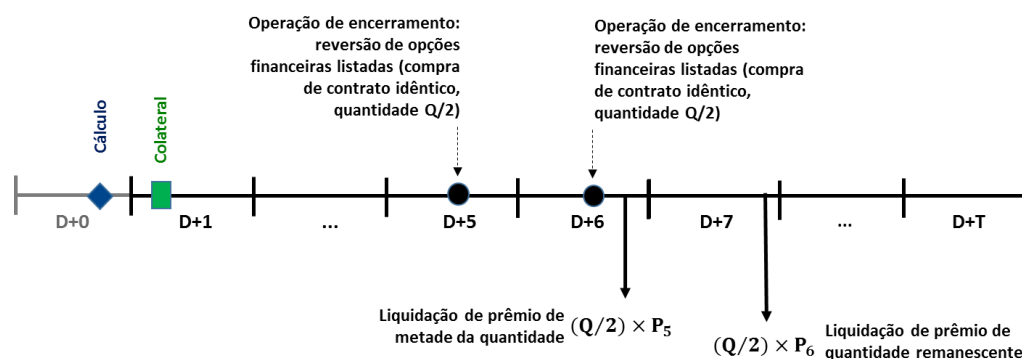 Operação de encerramento:
reversão de opções
financeiras listadas (compra
de contrato idêntico,
quantidade Q/2)
Operação de encerramento:
reversão de opções
financeiras listadas (compra
de contrato idêntico,
quantidade Q/2)
Cálculo
Colateral
D+0
D+1
...
D+5
D+6
D+7
...
D+T
Liquidação de prêmio de
metade da quantidade
(Q/2) × P₅
(Q/2) × P₆
Liquidação de prêmio de
quantidade remanescente